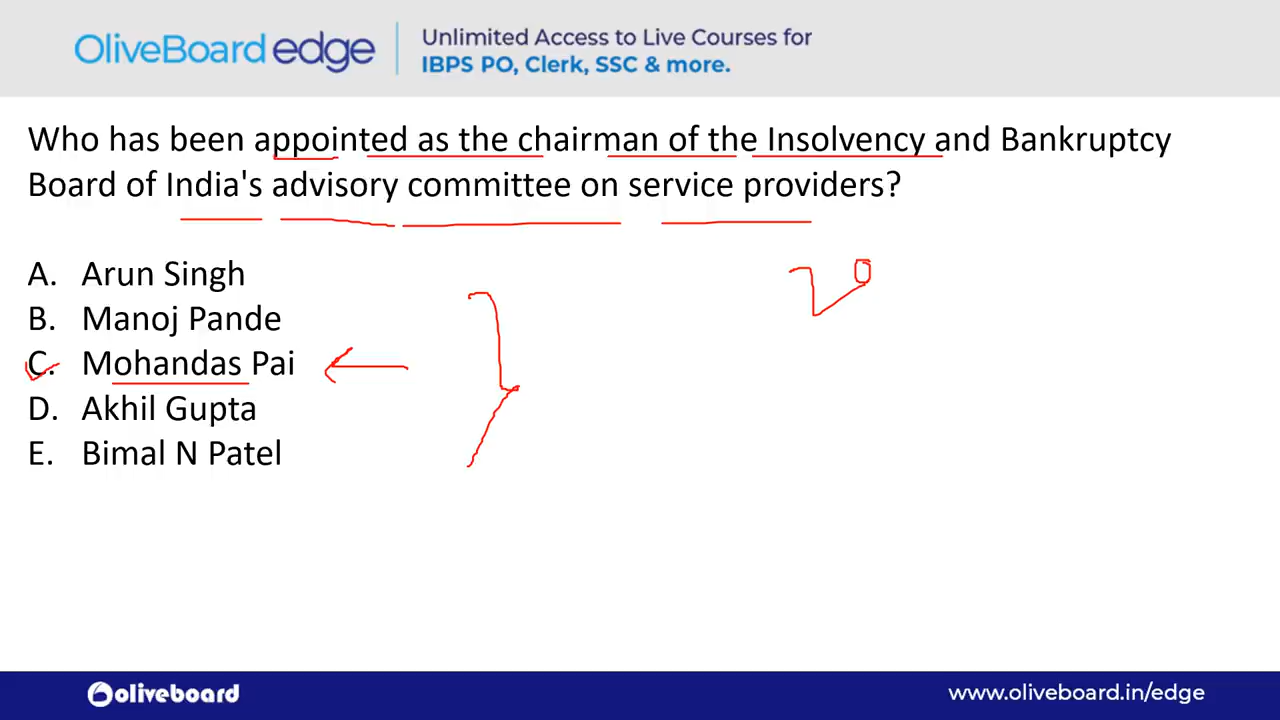 OliveBoard edge
Unlimited Access to Live Courses for
IBPS PO, Clerk, SSC & more.
Who has been appointed as the chairman of the Insolvency and Bankruptcy
Board of India's advisory committee on service providers?
A. Arun Singh
B. Manoj Pande
C. Mohandas Pai
D. Akhil Gupta
E. Bimal N Patel
oliveboard
www.oliveboard.in/edge